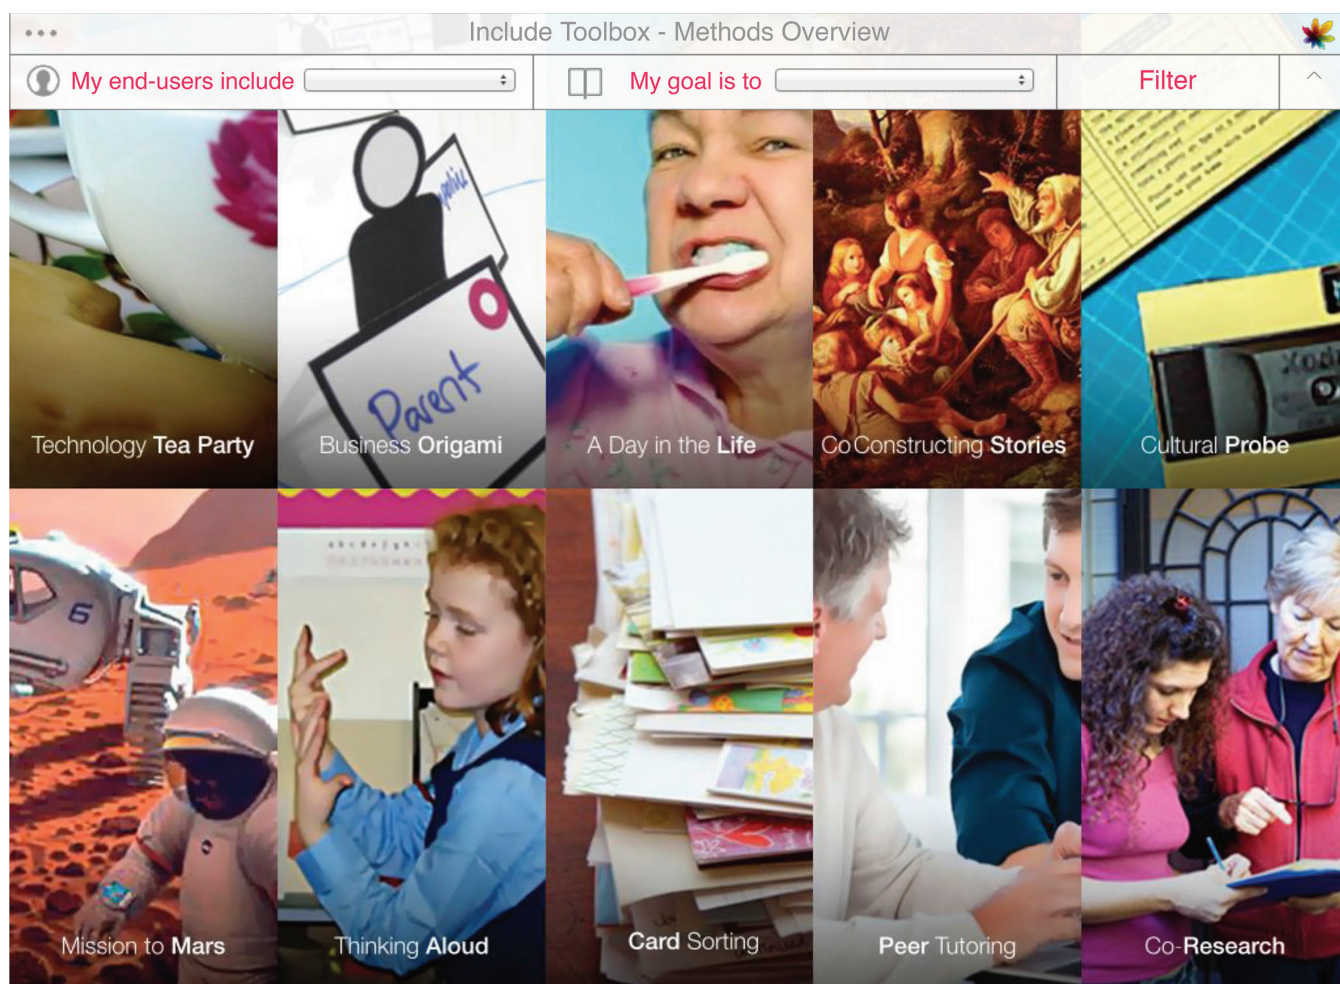 Include Toolbox - Methods Overview
My end-users include
My goal is to
Filter
Parent
6
Technology Tea Party
Business Origami
A Day in the Life
CoConstructing Stories
Cultural Probe
Mission to Mars
Thinking Aloud
Card Sorting
Peer Tutoring
Co-Research